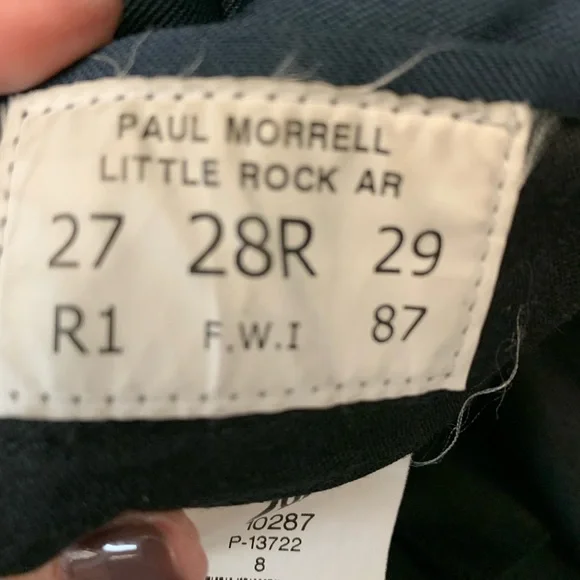 PAUL MORRELL
LITTLE ROCK AR
27 28R 29
R1 F.W.I 87
10287
P-13722
8